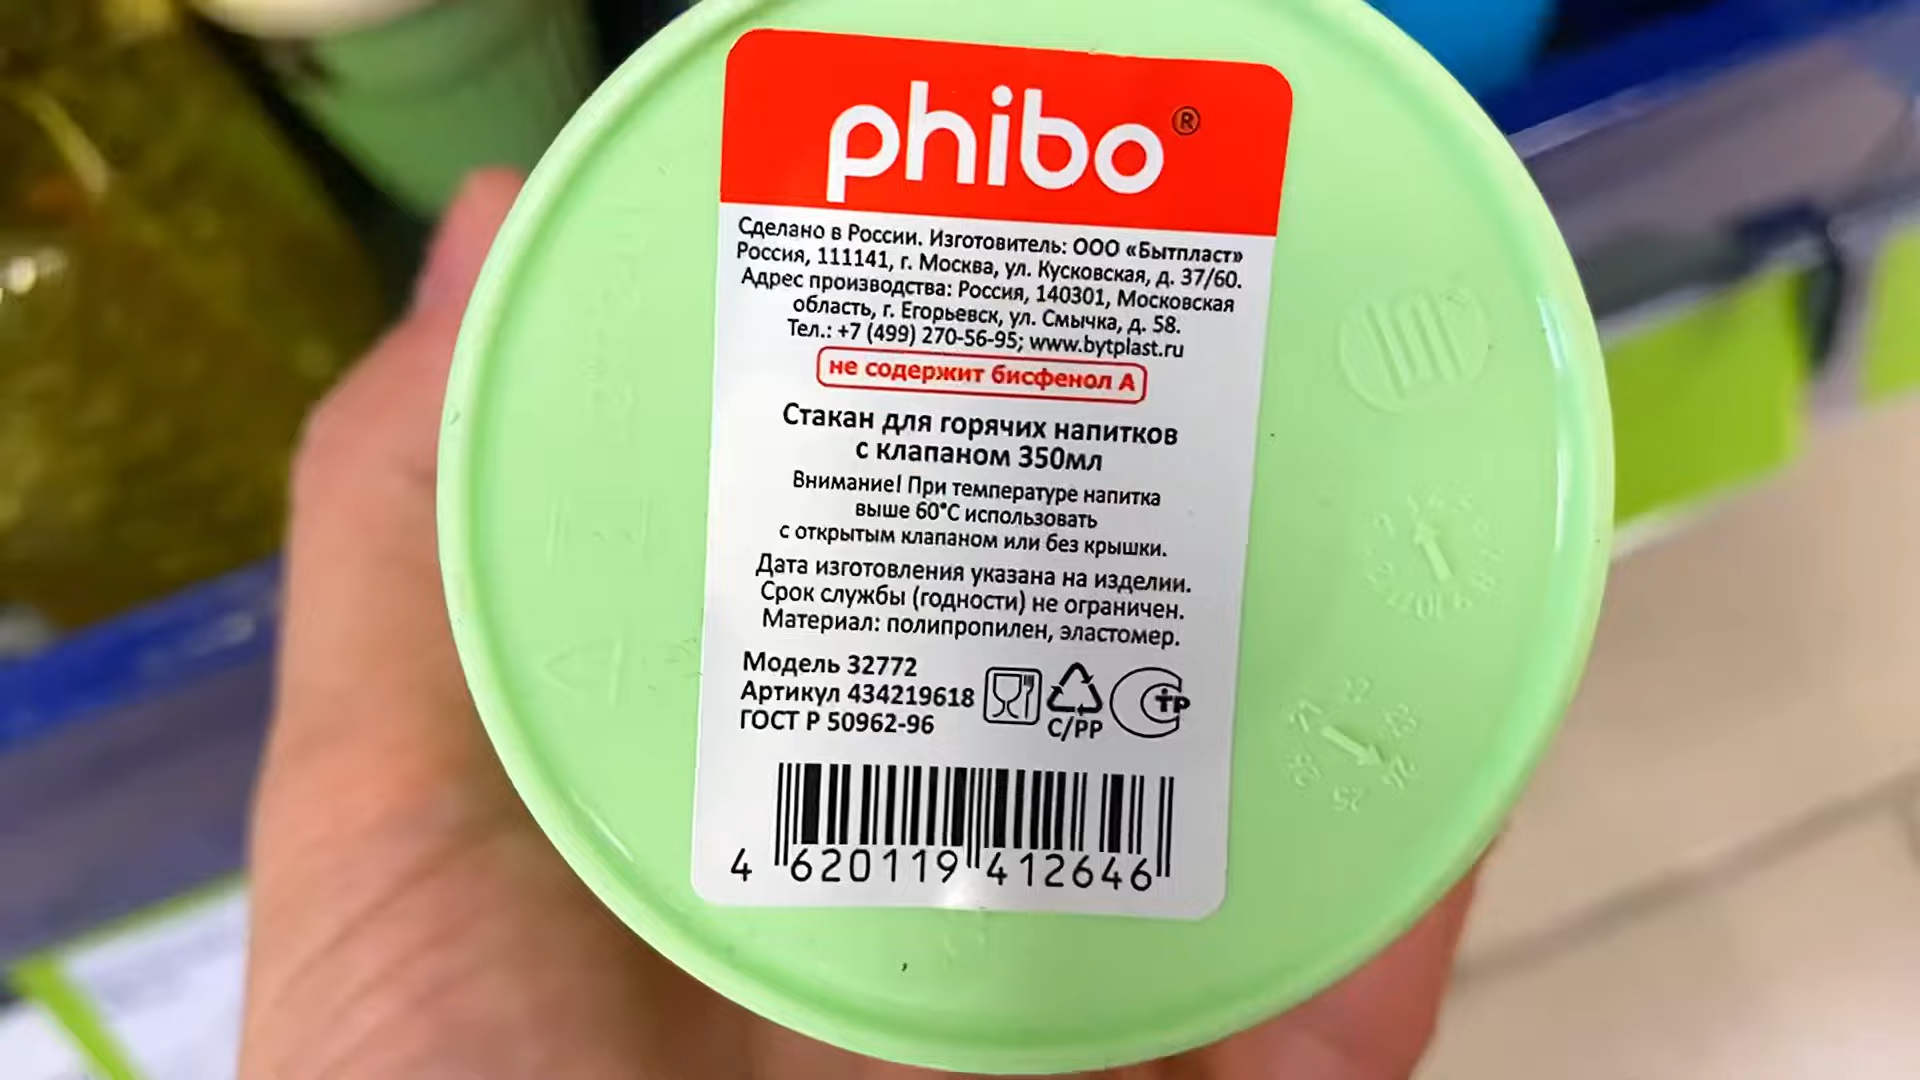 phibo®
Сделано в России. Изготовитель: ООО «Бытпласт»
Россия, 111141, г. Москва, ул. Кусковская, д. 37/60.
Адрес производства: Россия, 140301, Московская
область, г. Егорьевск, ул. Смычка, д. 58.
Тел.: +7 (499) 270-56-95; www.bytplast.ru
не содержит бисфенол А
Стакан для горячих напитков
с клапаном 350мл
Внимание! При температуре напитка
выше 60°С использовать
с открытым клапаном или без крышки.
Дата изготовления указана на изделии.
Срок службы (годности) не ограничен.
Материал: полипропилен, эластомер.
Модель 32772
Артикул 434219618
ГОСТ Р 50962-96
C/PP
СТР
4 620119 412646